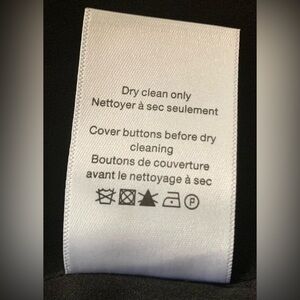 Dry clean only
Nettoyer à sec seulement
Cover buttons before dry
cleaning
Boutons de couverture
avant le nettoyage à sec
P